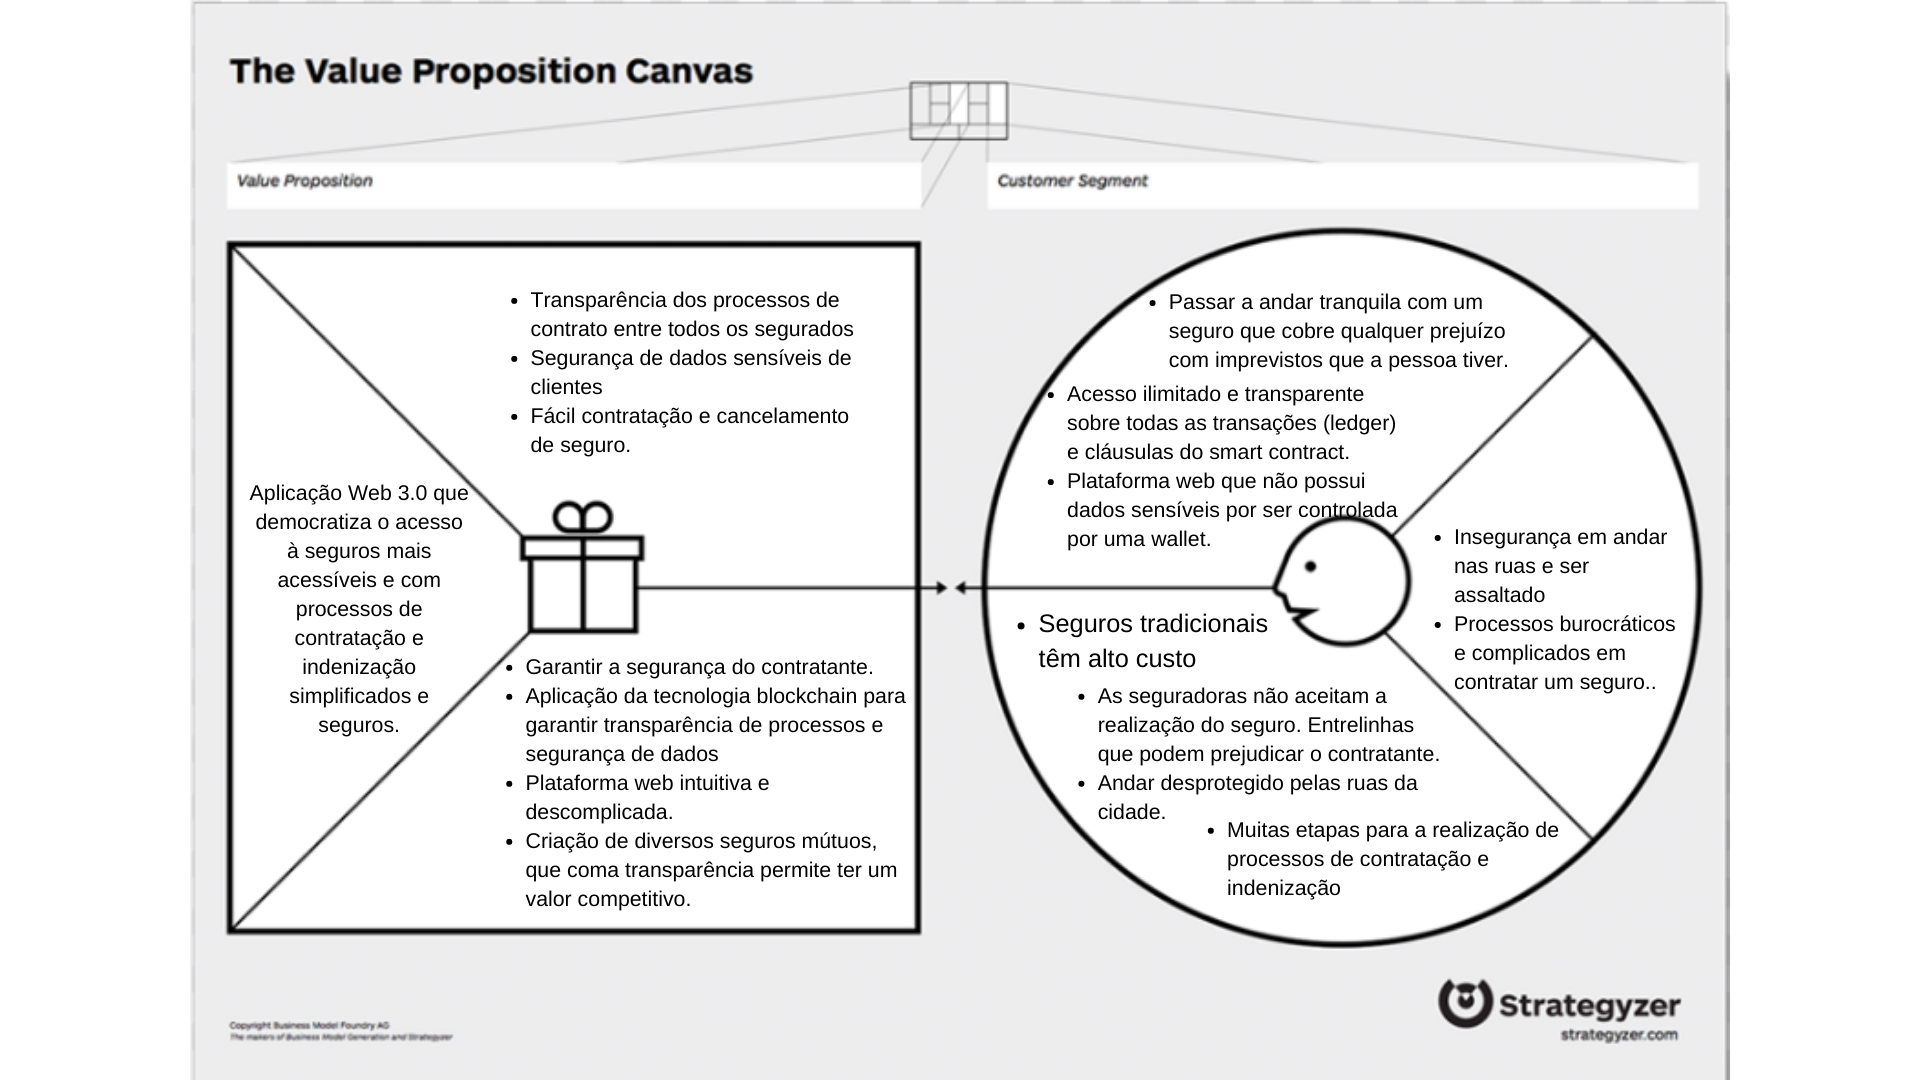 The Value Proposition Canvas
Value Proposition
Customer Segment
Transparência dos processos de
contrato entre todos os segurados
Segurança de dados sensíveis de
clientes
Fácil contratação e cancelamento
de seguro.
Aplicação Web 3.0 que
democratiza o acesso
à seguros mais
acessíveis e com
processos de
contratação e
indenização
simplificados e
seguros.
Garantir a segurança do contratante.
Aplicação da tecnologia blockchain para
garantir transparência de processos e
segurança de dados
Plataforma web intuitiva e
descomplicada.
Criação de diversos seguros mútuos,
que coma transparência permite ter um
valor competitivo.
Passar a andar tranquila com um
seguro que cobre qualquer prejuízo
com imprevistos que a pessoa tiver.
Acesso ilimitado e transparente
sobre todas as transações (ledger)
e cláusulas do smart contract.
Plataforma web que não possui
dados sensíveis por ser controlada
por uma wallet.
Insegurança em andar
nas ruas e ser
assaltado
Processos burocráticos
e complicados em
contratar um seguro..
Seguros tradicionais
têm alto custo
As seguradoras não aceitam a
realização do seguro. Entrelinhas
que podem prejudicar o contratante.
Andar desprotegido pelas ruas da
cidade.
Muitas etapas para a realização de
processos de contratação e
indenização
Copyright Business Model Foundry AG
The makers of Business Model Generation and Strategyzer
Strategyzer
strategyzer.com